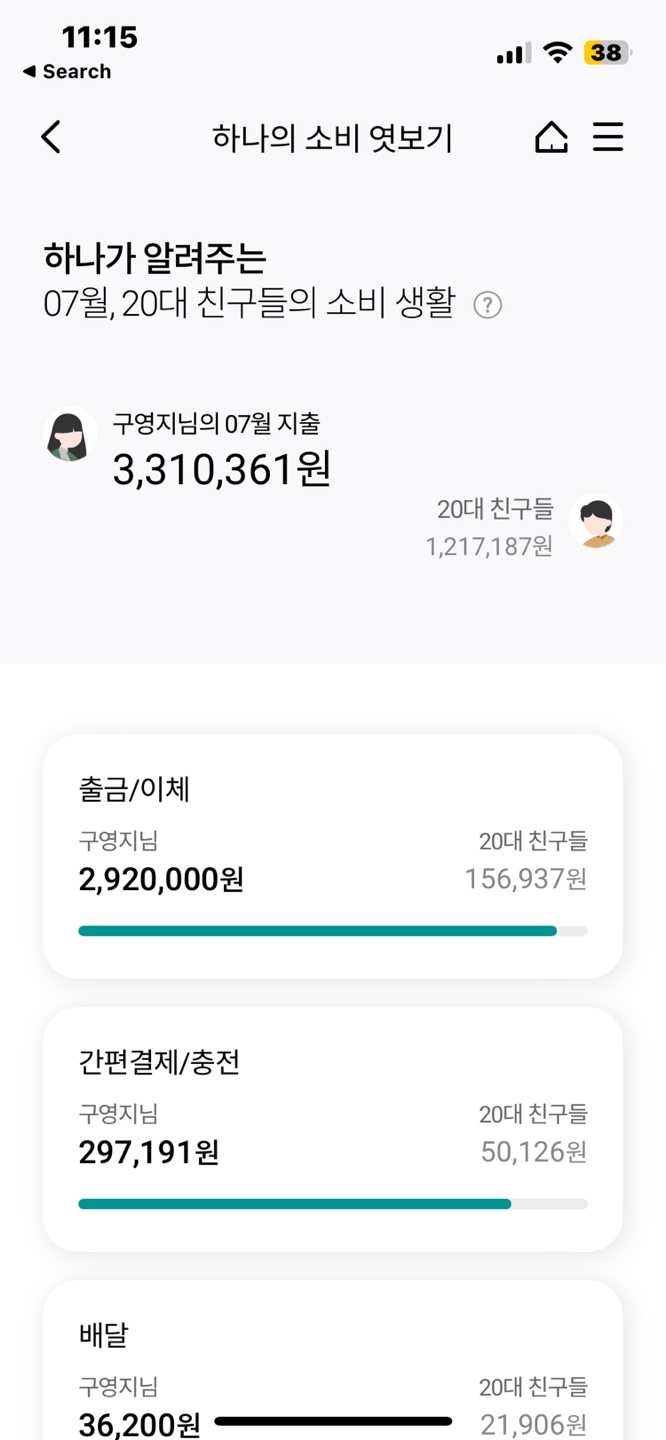 11:15
38
◀ Search
하나의 소비 엿보기
하나가 알려주는
07월, 20대 친구들의 소비 생활 ?
구영지님의 07월 지출
3,310,361원
20대 친구들
1,217,187원
출금/이체
구영지님 20대 친구들
2,920,000원 156,937원
간편결제/충전
구영지님 20대 친구들
297,191원 50,126원
배달
구영지님 20대 친구들
36,200원 21,906원